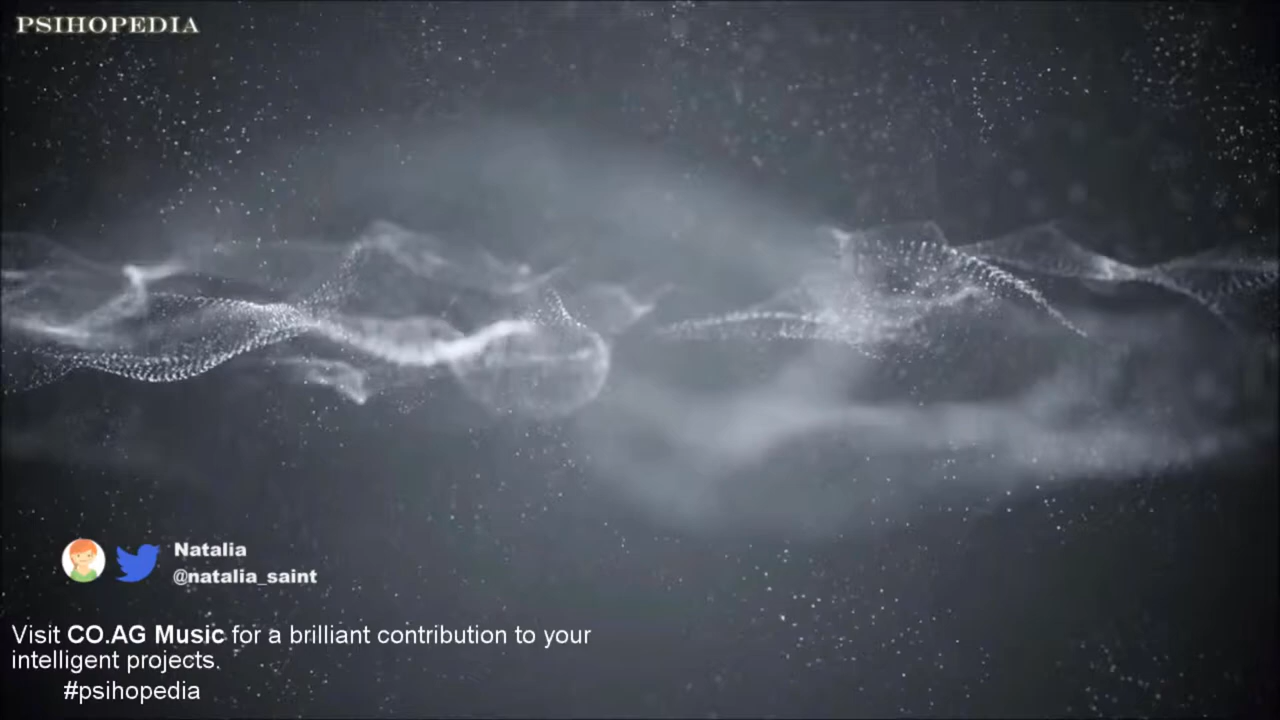 PSIHOPEDIA
Natalia
@natalia_saint
Visit CO.AG Music for a brilliant contribution to your
intelligent projects.
#psihopedia